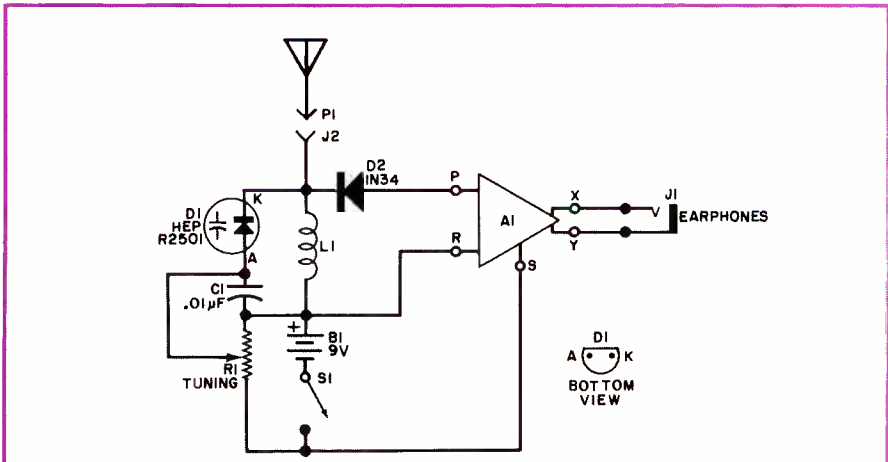 P1
J2
D2
1N34
K
D1
HEP
R2501
A
L1
C1
.01µF
P
R
A1
X
Y
S
J1
EARPHONES
+
B1
9V
R1
TUNING
S1
D1
A
K
BOTTOM
VIEW